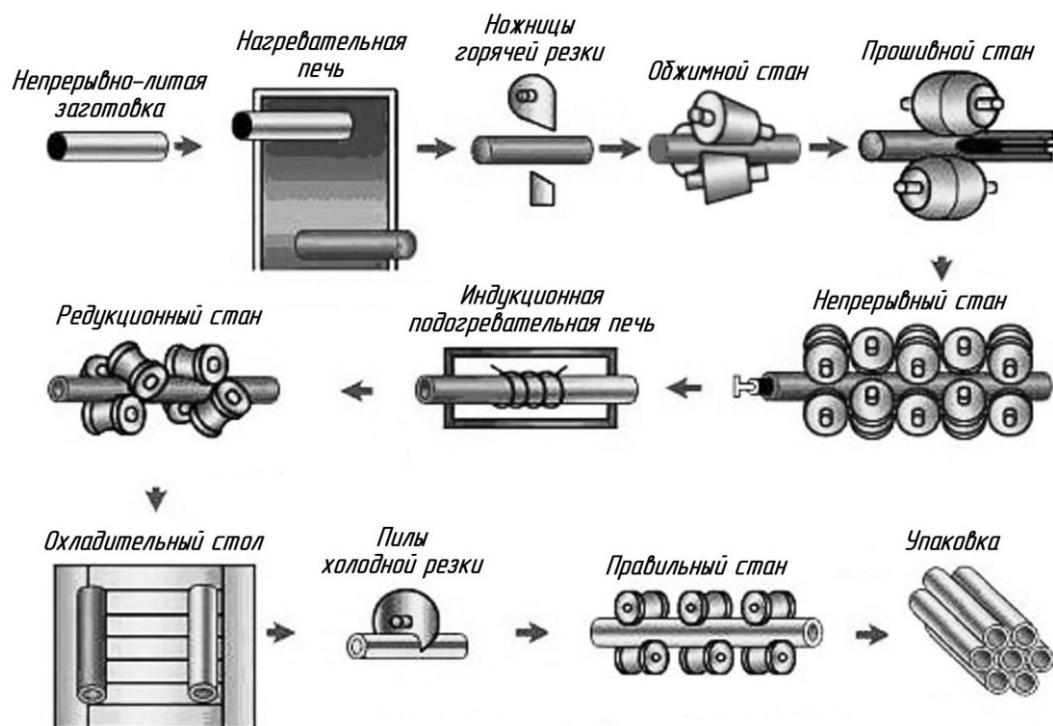 Непрерывно-литая
заготовка
Нагревательная
печь
Ножницы
горячей резки
Обжимной стан
Прошивной стан
Редукционный стан
Индукционная
подогревательная печь
Непрерывный стан
Охладительный стол
Пилы
холодной резки
Правильный стан
Упаковка